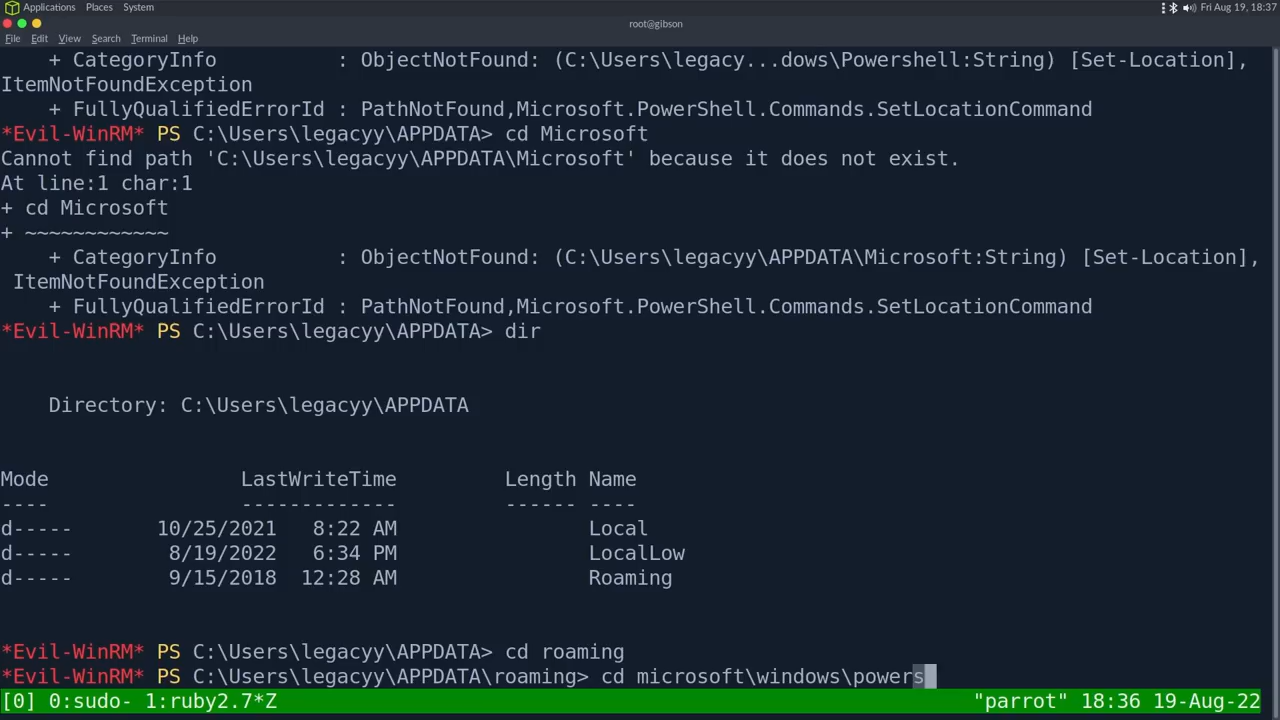 Applications Places System Fri Aug 19, 18:37
root@gibson
File Edit View Search Terminal Help
+ CategoryInfo : ObjectNotFound: (C:\Users\legacy...dows\Powershell:String) [Set-Location],
ItemNotFoundException
+ FullyQualifiedErrorId : PathNotFound,Microsoft.PowerShell.Commands.SetLocationCommand
*Evil-WinRM* PS C:\Users\legacyy\APPDATA> cd Microsoft
Cannot find path 'C:\Users\legacyy\APPDATA\Microsoft' because it does not exist.
At line:1 char:1
+ cd Microsoft
+ ~~~~~~~~~~~~
+ CategoryInfo : ObjectNotFound: (C:\Users\legacyy\APPDATA\Microsoft:String) [Set-Location],
ItemNotFoundException
+ FullyQualifiedErrorId : PathNotFound,Microsoft.PowerShell.Commands.SetLocationCommand
*Evil-WinRM* PS C:\Users\legacyy\APPDATA> dir
Directory: C:\Users\legacyy\APPDATA
Mode LastWriteTime Length Name
---- ------------- ------ ----
d----- 10/25/2021 8:22 AM Local
d----- 8/19/2022 6:34 PM LocalLow
d----- 9/15/2018 12:28 AM Roaming
*Evil-WinRM* PS C:\Users\legacyy\APPDATA> cd roaming
*Evil-WinRM* PS C:\Users\legacyy\APPDATA\roaming> cd microsoft\windows\powers
[0] 0:sudo- 1:ruby2.7*Z "parrot" 18:36 19-Aug-22